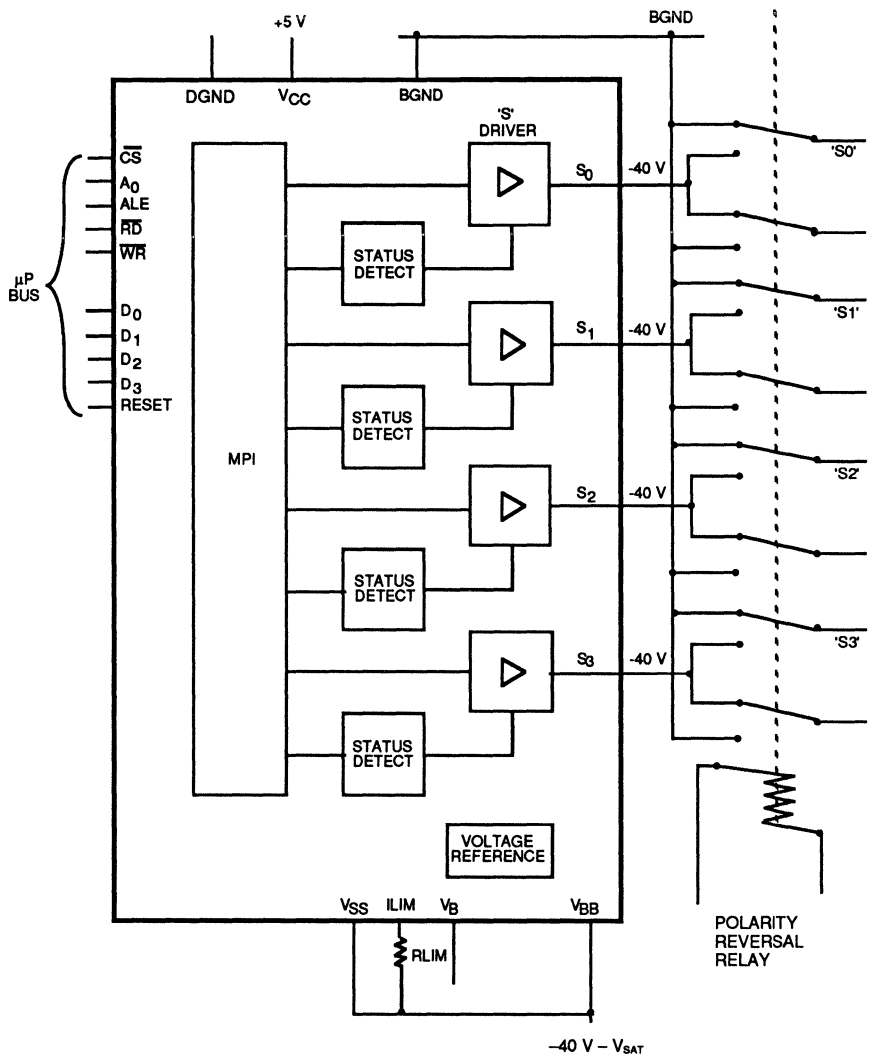 +5 V
BGND
DGND
VCC
BGND
'S'
DRIVER
CS
A0
ALE
RD
WR
µP
BUS
D0
D1
D2
D3
RESET
MPI
STATUS
DETECT
S0
-40 V
'S0'
STATUS
DETECT
S1
-40 V
'S1'
STATUS
DETECT
S2
-40 V
'S2'
STATUS
DETECT
S3
-40 V
'S3'
VOLTAGE
REFERENCE
VSS
ILIM
VB
VBB
RLIM
POLARITY
REVERSAL
RELAY
–40 V – VSAT